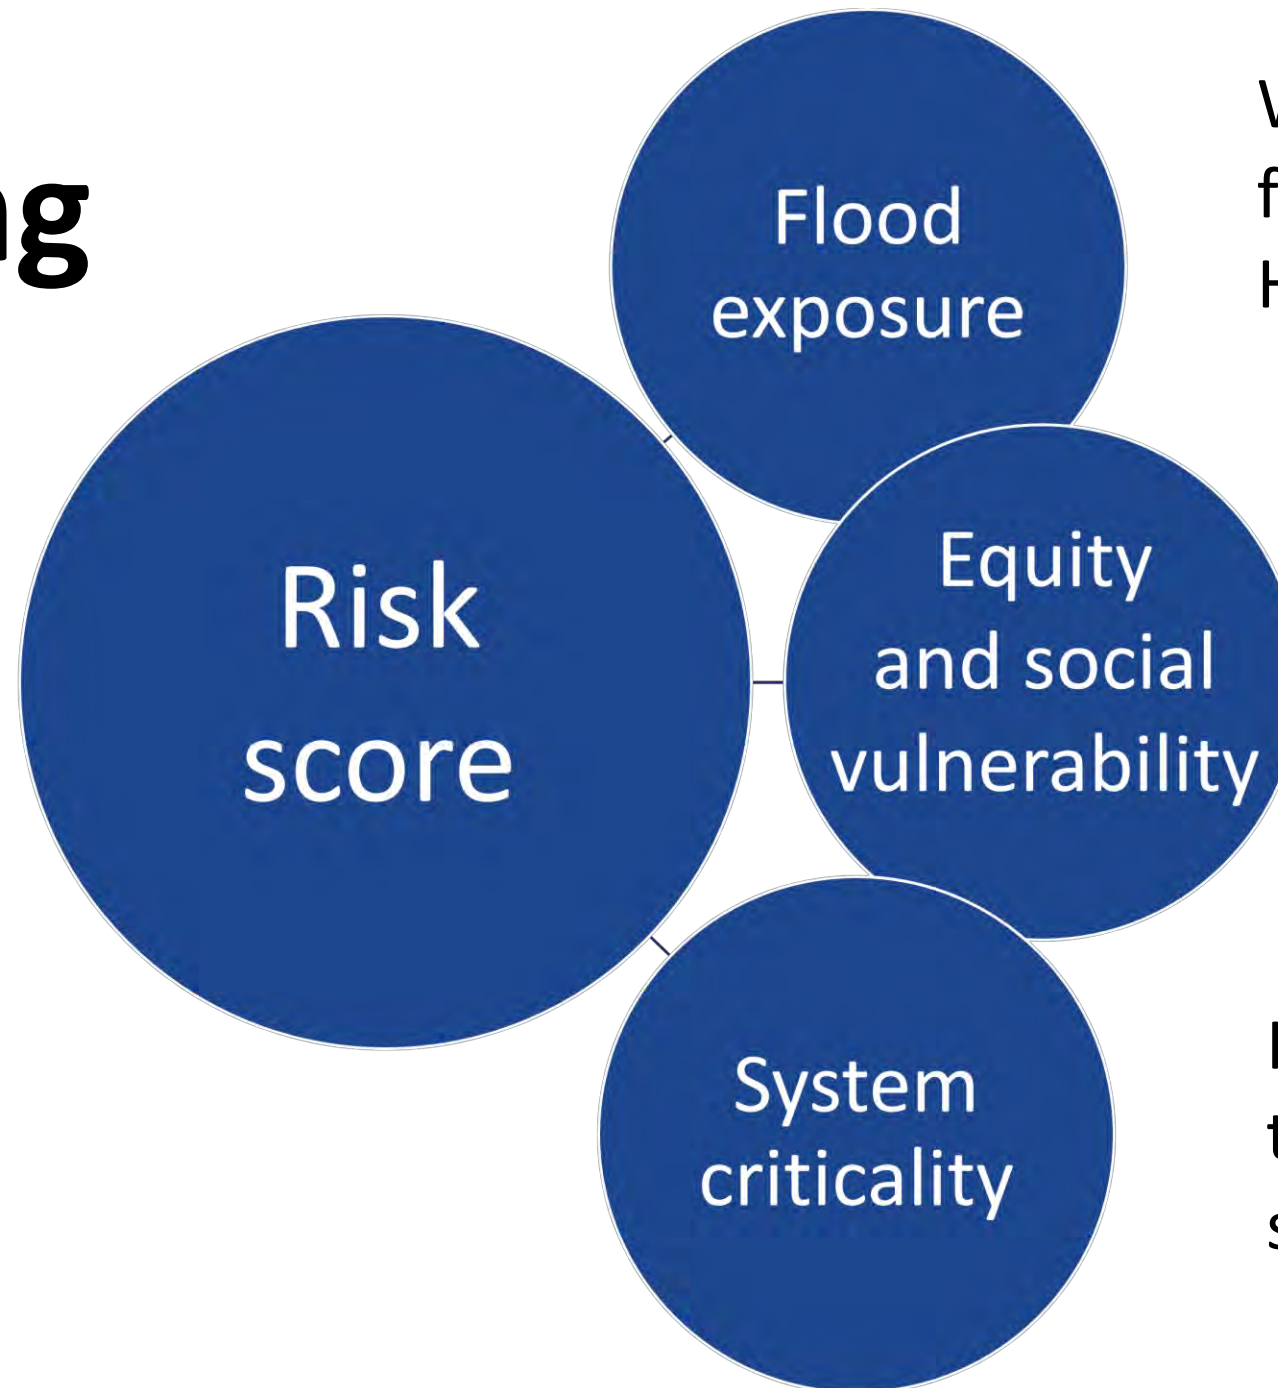 Flood
exposure
Equity
and social
vulnerability
Risk
score
System
criticality